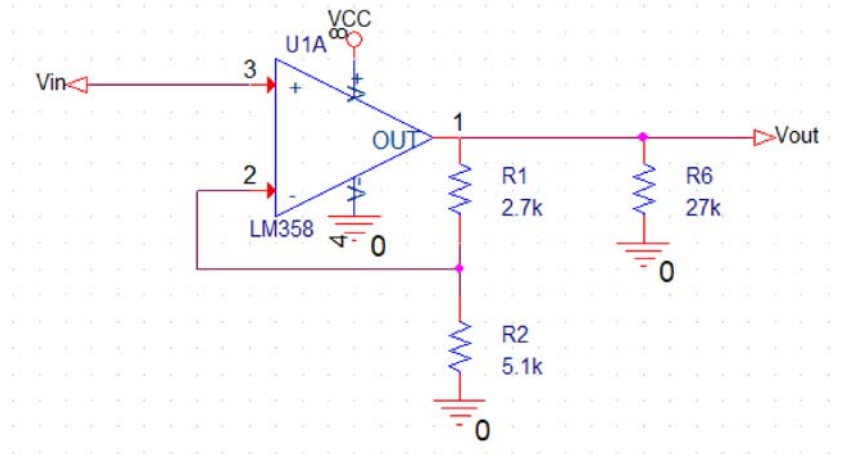 VCC
8
U1A
Vin
3
+
V+
1
OUT
Vout
2
-
V-
R1
2.7k
R6
27k
LM358
4
0
0
R2
5.1k
0